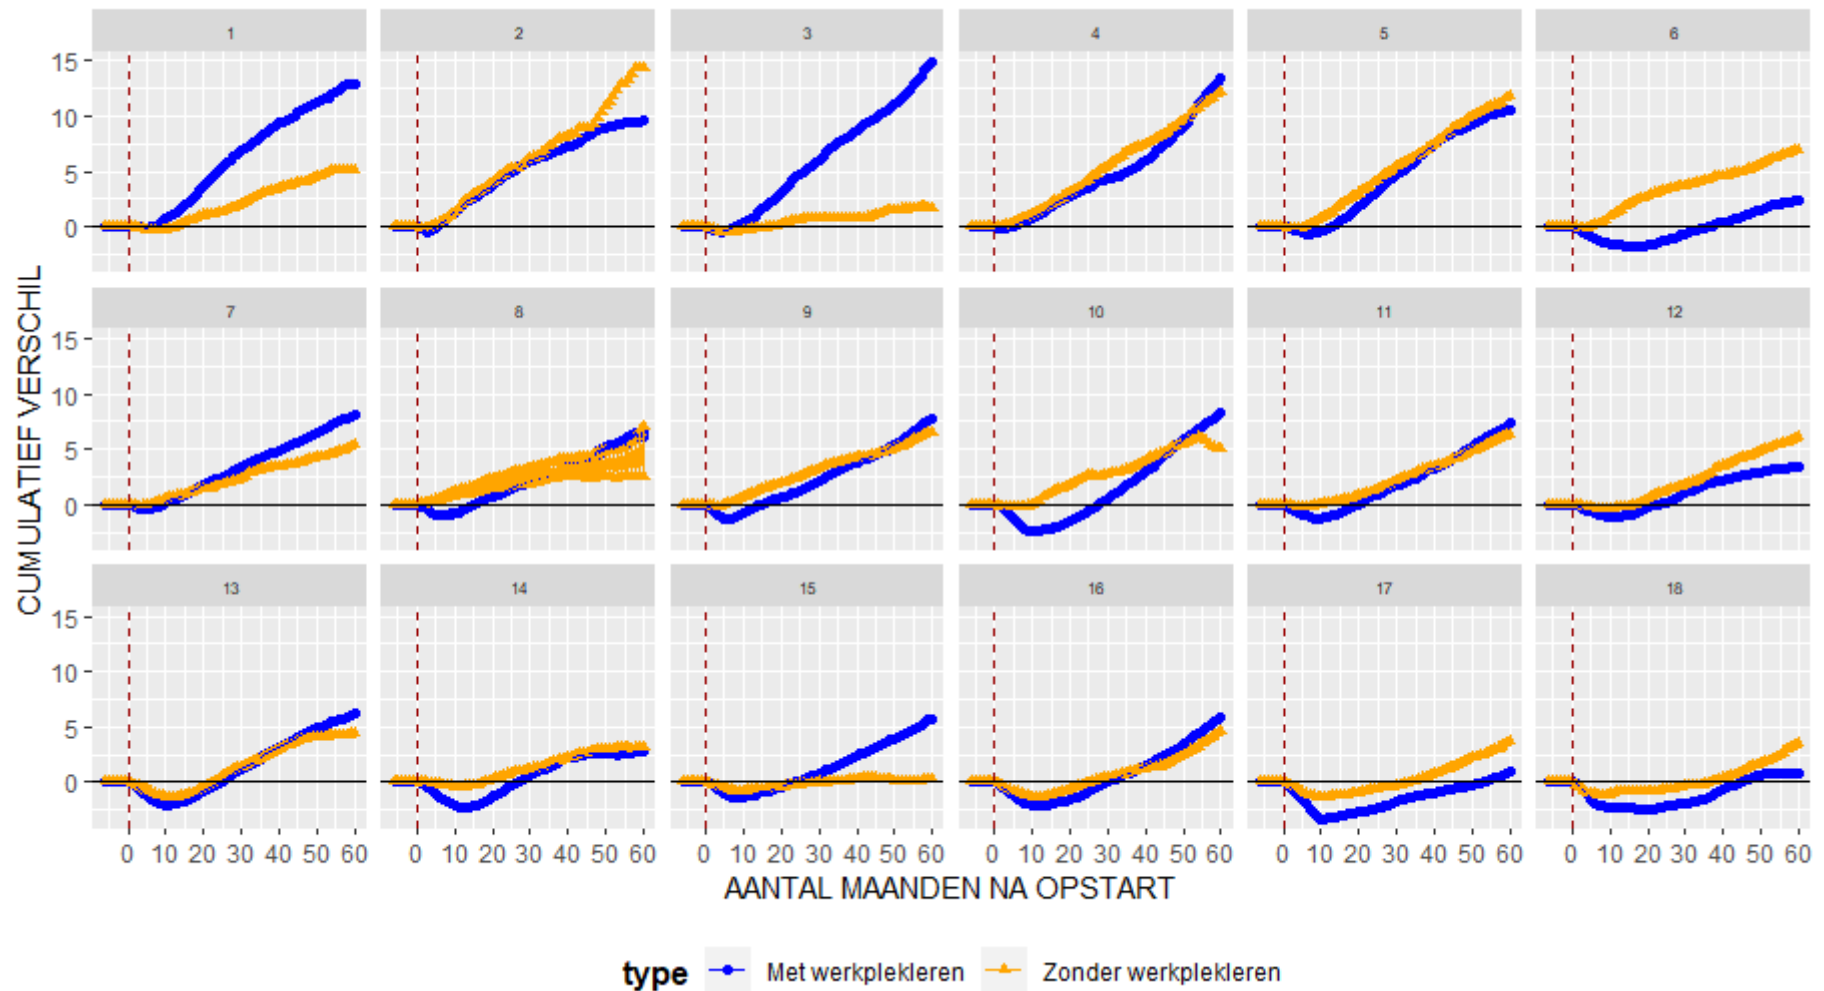 1 2 3 4 5 6
15
10
5
0
7 8 9 10 11 12
15
10
5
0
13 14 15 16 17 18
15
10
5
0
0 10 20 30 40 50 60 0 10 20 30 40 50 60 0 10 20 30 40 50 60 0 10 20 30 40 50 60 0 10 20 30 40 50 60 0 10 20 30 40 50 60
CUMULATIEF VERSCHIL
AANTAL MAANDEN NA OPSTART
type Met werkplekleren Zonder werkplekleren